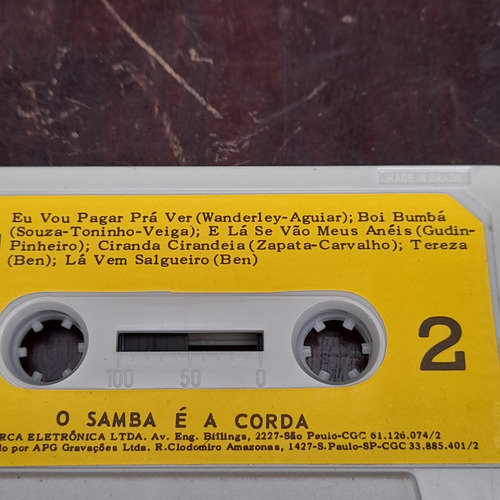 MADE IN BRAZIL
Eu Vou Pagar Prá Ver (Wanderley-Aguiar); Boi Bumbá
(Souza-Toninho-Veiga); E Lá Se Vão Meus Anéis (Gudin-
Pinheiro); Ciranda Cirandeia (Zapata-Carvalho); Tereza
(Ben); Lá Vem Salgueiro (Ben)
2
100 50 0
O SAMBA É A CORDA
RCA ELETRÔNICA LTDA. Av. Eng. Billings, 2227-São Paulo-CGC 61.126.074/2
do por APG Gravações Ltda. R. Clodomiro Amazonas, 1427-S. Paulo-SP-CGC 33.885.401/2